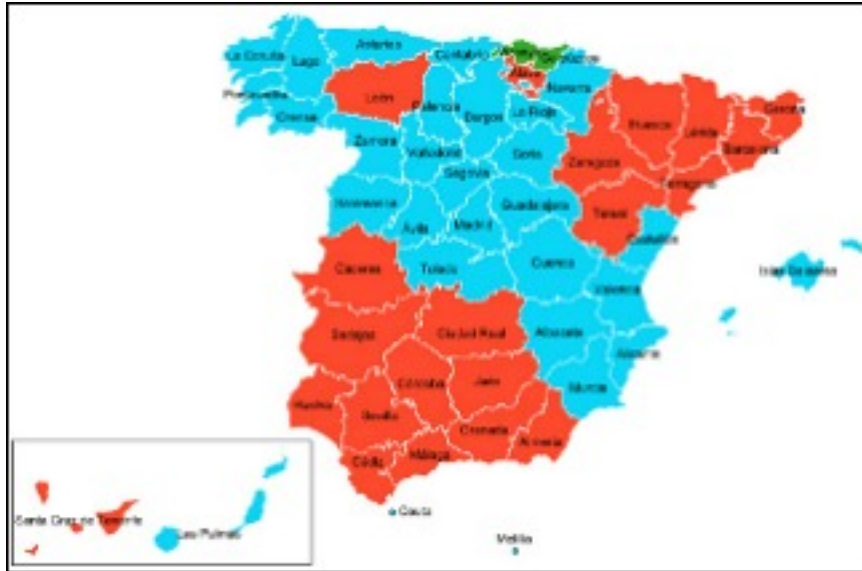 La Coruña
Lugo
Asturias
Cantabria
Alava
León
Palencia
Burgos
Navarra
La Rioja
Huesca
Lérida
Gerona
Barcelona
Orense
Zamora
Valladolid
Soria
Zaragoza
Tarragona
Segovia
Salamanca
Ávila
Madrid
Guadalajara
Teruel
Castellón
Cáceres
Toledo
Cuenca
Valencia
Islas Baleares
Badajoz
Ciudad Real
Albacete
Alicante
Murcia
Córdoba
Jaén
Huelva
Sevilla
Granada
Almería
Málaga
Cádiz
Ceuta
Melilla
Santa Cruz de Tenerife
Las Palmas